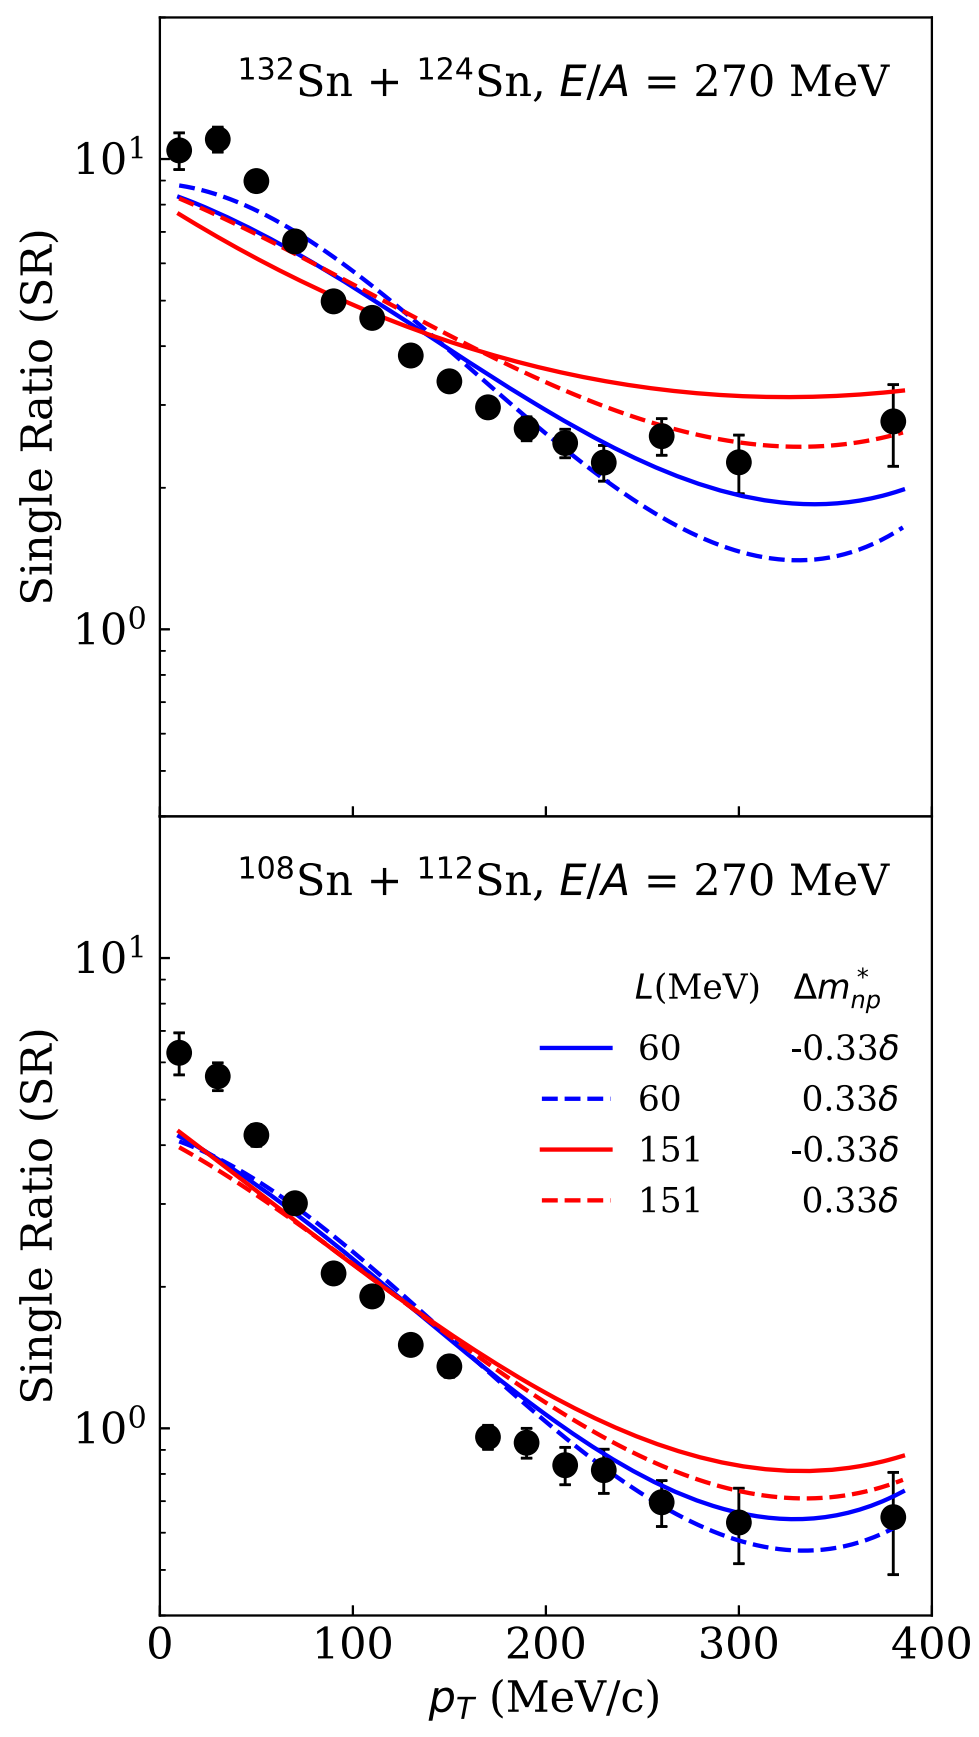 ¹³²Sn + ¹²⁴Sn, E/A = 270 MeV
10¹
10⁰
Single Ratio (SR)
¹⁰⁸Sn + ¹¹²Sn, E/A = 270 MeV
10¹
10⁰
Single Ratio (SR)
L(MeV) Δm*ₙₚ
60 -0.33δ
60 0.33δ
151 -0.33δ
151 0.33δ
0 100 200 300 400
p_T (MeV/c)